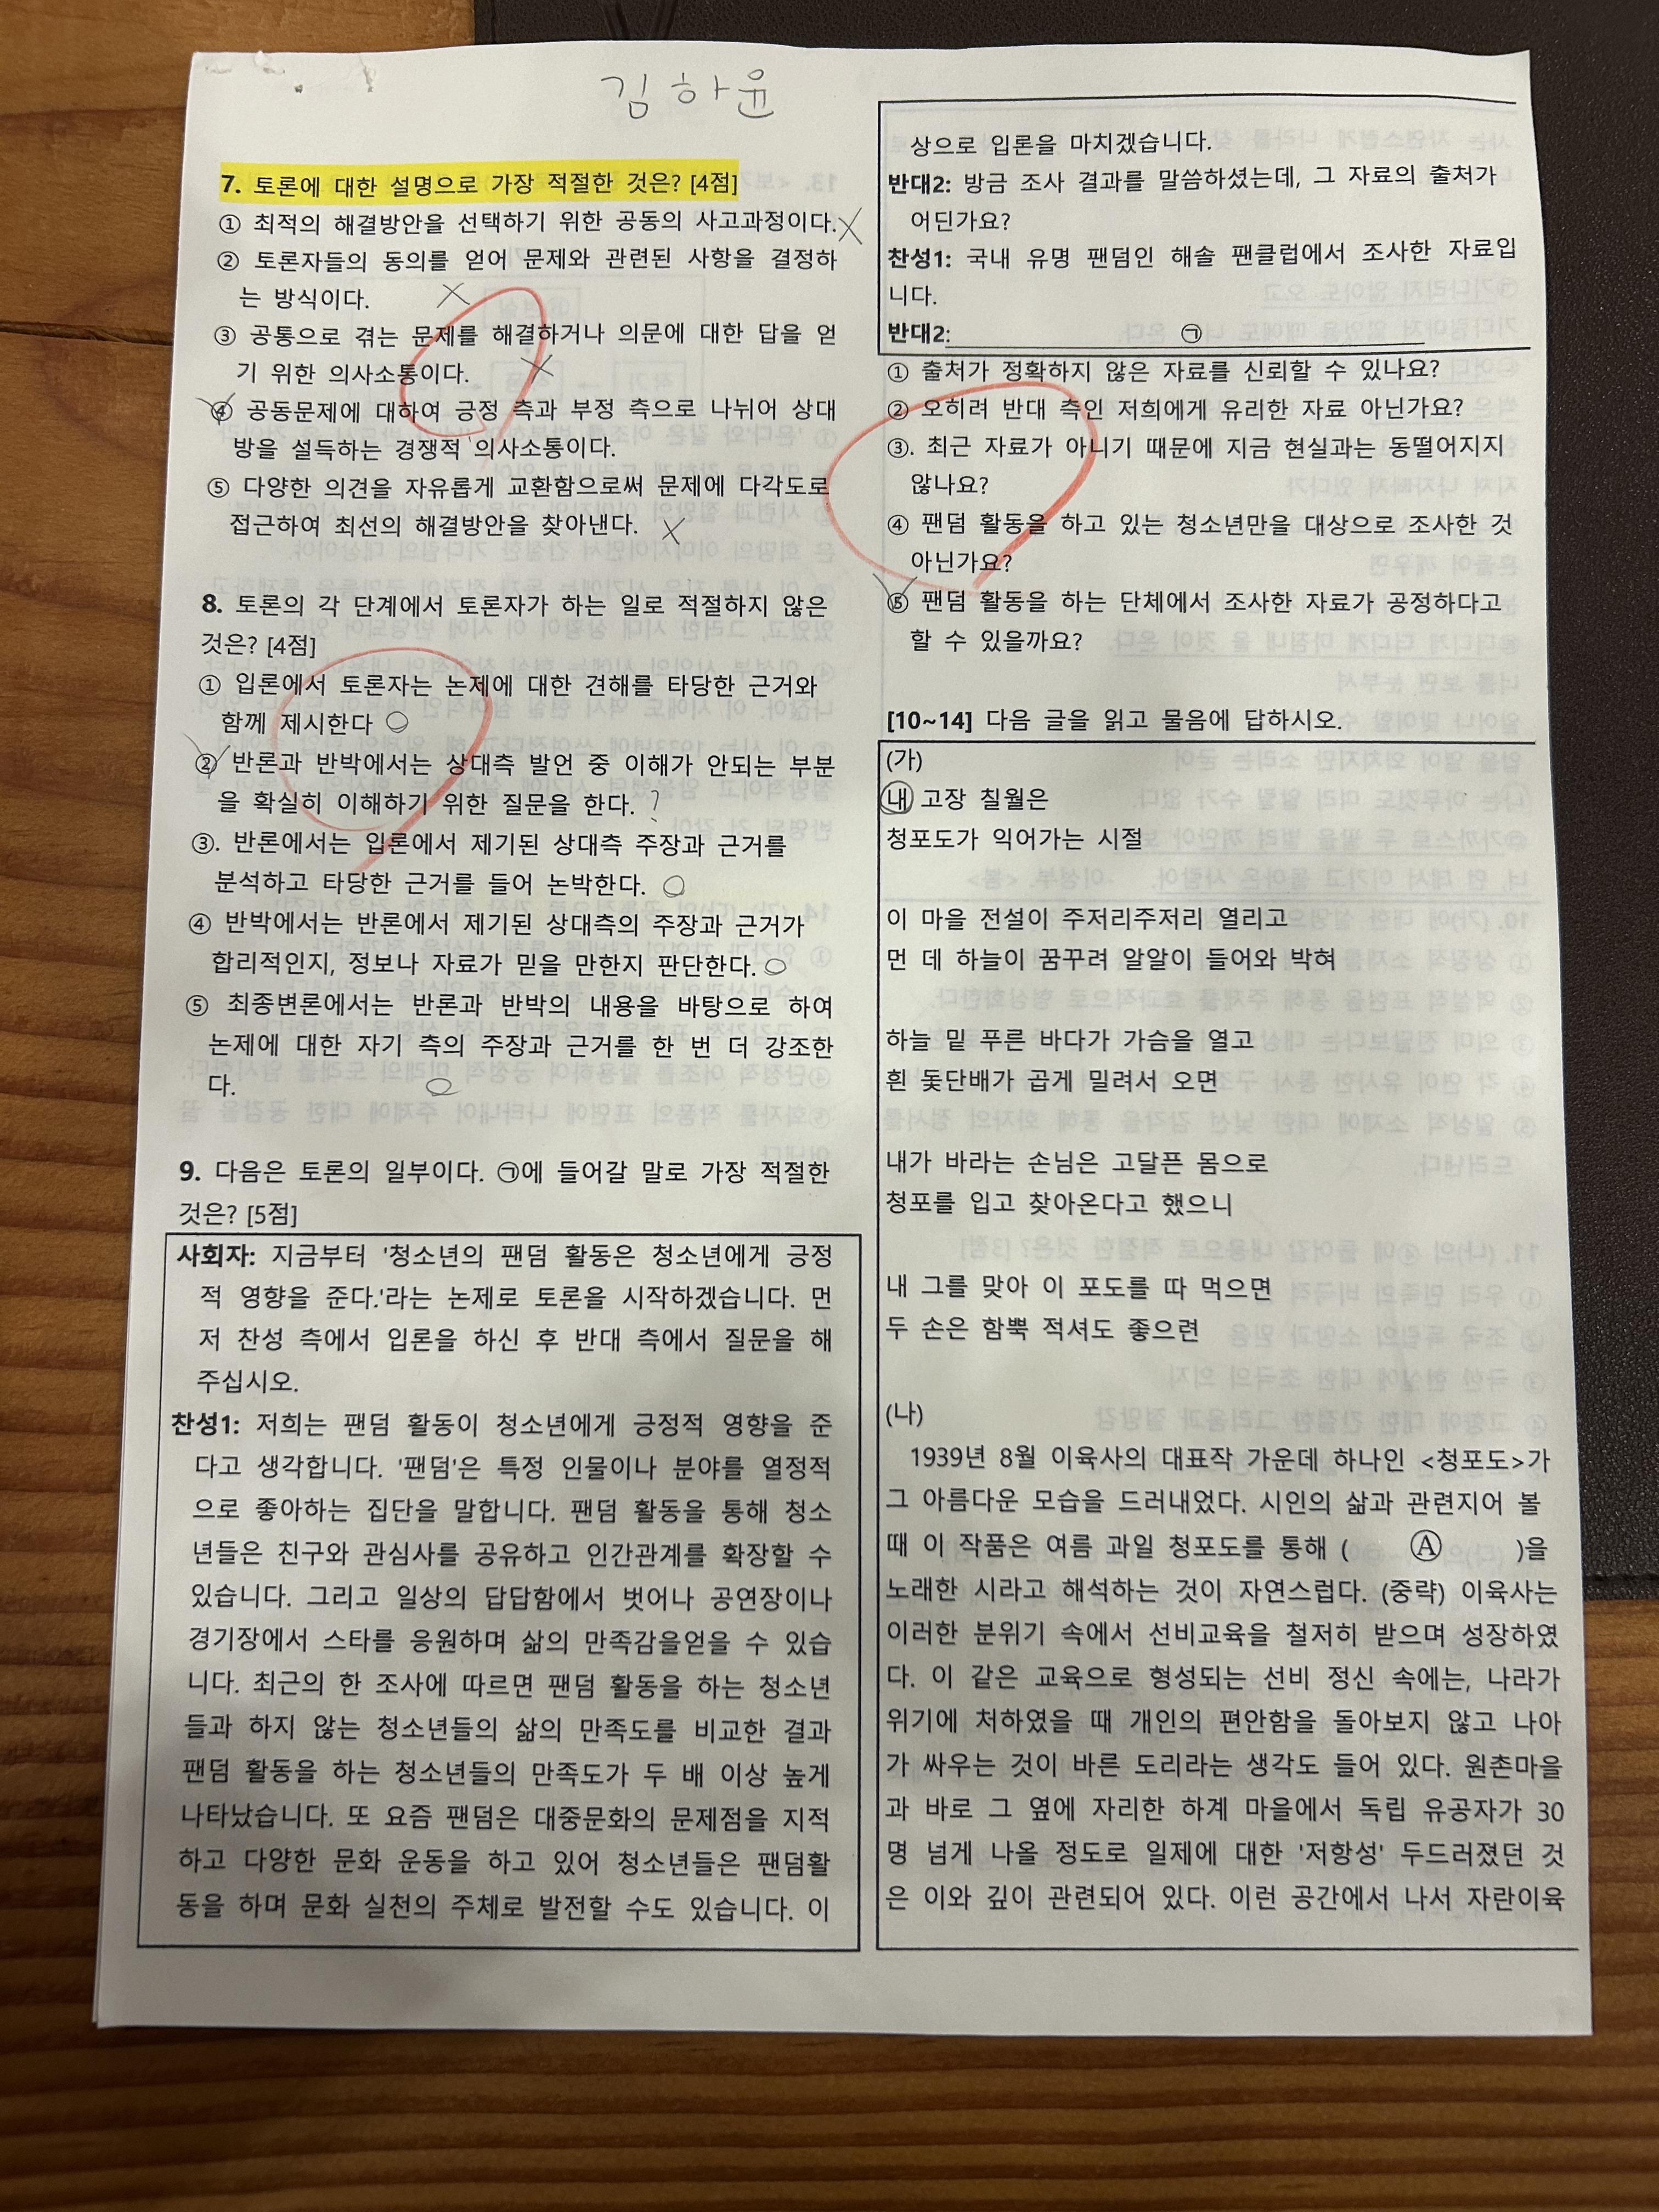 김하윤
7. 토론에 대한 설명으로 가장 적절한 것은? [4점]
① 최적의 해결방안을 선택하기 위한 공동의 사고과정이다.
② 토론자들의 동의를 얻어 문제와 관련된 사항을 결정하
는 방식이다.
③ 공통으로 겪는 문제를 해결하거나 의문에 대한 답을 얻
기 위한 의사소통이다.
④ 공동문제에 대하여 긍정 측과 부정 측으로 나뉘어 상대
방을 설득하는 경쟁적 의사소통이다.
⑤ 다양한 의견을 자유롭게 교환함으로써 문제에 다각도로
접근하여 최선의 해결방안을 찾아낸다.
8. 토론의 각 단계에서 토론자가 하는 일로 적절하지 않은
것은? [4점]
① 입론에서 토론자는 논제에 대한 견해를 타당한 근거와
함께 제시한다
② 반론과 반박에서는 상대측 발언 중 이해가 안되는 부분
을 확실히 이해하기 위한 질문을 한다. ?
③. 반론에서는 입론에서 제기된 상대측 주장과 근거를
분석하고 타당한 근거를 들어 논박한다.
④ 반박에서는 반론에서 제기된 상대측의 주장과 근거가
합리적인지, 정보나 자료가 믿을 만한지 판단한다.
⑤ 최종변론에서는 반론과 반박의 내용을 바탕으로 하여
논제에 대한 자기 측의 주장과 근거를 한 번 더 강조한
다.
9. 다음은 토론의 일부이다. ㉠에 들어갈 말로 가장 적절한
것은? [5점]
사회자: 지금부터 '청소년의 팬덤 활동은 청소년에게 긍정
적 영향을 준다.'라는 논제로 토론을 시작하겠습니다. 먼
저 찬성 측에서 입론을 하신 후 반대 측에서 질문을 해
주십시오.
찬성1: 저희는 팬덤 활동이 청소년에게 긍정적 영향을 준
다고 생각합니다. '팬덤'은 특정 인물이나 분야를 열정적
으로 좋아하는 집단을 말합니다. 팬덤 활동을 통해 청소
년들은 친구와 관심사를 공유하고 인간관계를 확장할 수
있습니다. 그리고 일상의 답답함에서 벗어나 공연장이나
경기장에서 스타를 응원하며 삶의 만족감을얻을 수 있습
니다. 최근의 한 조사에 따르면 팬덤 활동을 하는 청소년
들과 하지 않는 청소년들의 삶의 만족도를 비교한 결과
팬덤 활동을 하는 청소년들의 만족도가 두 배 이상 높게
나타났습니다. 또 요즘 팬덤은 대중문화의 문제점을 지적
하고 다양한 문화 운동을 하고 있어 청소년들은 팬덤활
동을 하며 문화 실천의 주체로 발전할 수도 있습니다. 이
상으로 입론을 마치겠습니다.
반대2: 방금 조사 결과를 말씀하셨는데, 그 자료의 출처가
어딘가요?
찬성1: 국내 유명 팬덤인 해솔 팬클럽에서 조사한 자료입
니다.
반대2: ㉠
① 출처가 정확하지 않은 자료를 신뢰할 수 있나요?
② 오히려 반대 측인 저희에게 유리한 자료 아닌가요?
③. 최근 자료가 아니기 때문에 지금 현실과는 동떨어지지
않나요?
④ 팬덤 활동을 하고 있는 청소년만을 대상으로 조사한 것
아닌가요?
⑤ 팬덤 활동을 하는 단체에서 조사한 자료가 공정하다고
할 수 있을까요?
[10~14] 다음 글을 읽고 물음에 답하시오.
(가)
내 고장 칠월은
청포도가 익어가는 시절
이 마을 전설이 주저리주저리 열리고
먼 데 하늘이 꿈꾸려 알알이 들어와 박혀
하늘 밑 푸른 바다가 가슴을 열고
흰 돛단배가 곱게 밀려서 오면
내가 바라는 손님은 고달픈 몸으로
청포를 입고 찾아온다고 했으니
내 그를 맞아 이 포도를 따 먹으면
두 손은 함뿍 적셔도 좋으련
(나)
1939년 8월 이육사의 대표작 가운데 하나인 <청포도>가
그 아름다운 모습을 드러내었다. 시인의 삶과 관련지어 볼
때 이 작품은 여름 과일 청포도를 통해 ( Ⓐ )을
노래한 시라고 해석하는 것이 자연스럽다. (중략) 이육사는
이러한 분위기 속에서 선비교육을 철저히 받으며 성장하였
다. 이 같은 교육으로 형성되는 선비 정신 속에는, 나라가
위기에 처하였을 때 개인의 편안함을 돌아보지 않고 나아
가 싸우는 것이 바른 도리라는 생각도 들어 있다. 원촌마을
과 바로 그 옆에 자리한 하계 마을에서 독립 유공자가 30
명 넘게 나올 정도로 일제에 대한 '저항성' 두드러졌던 것
은 이와 깊이 관련되어 있다. 이런 공간에서 나서 자란이육